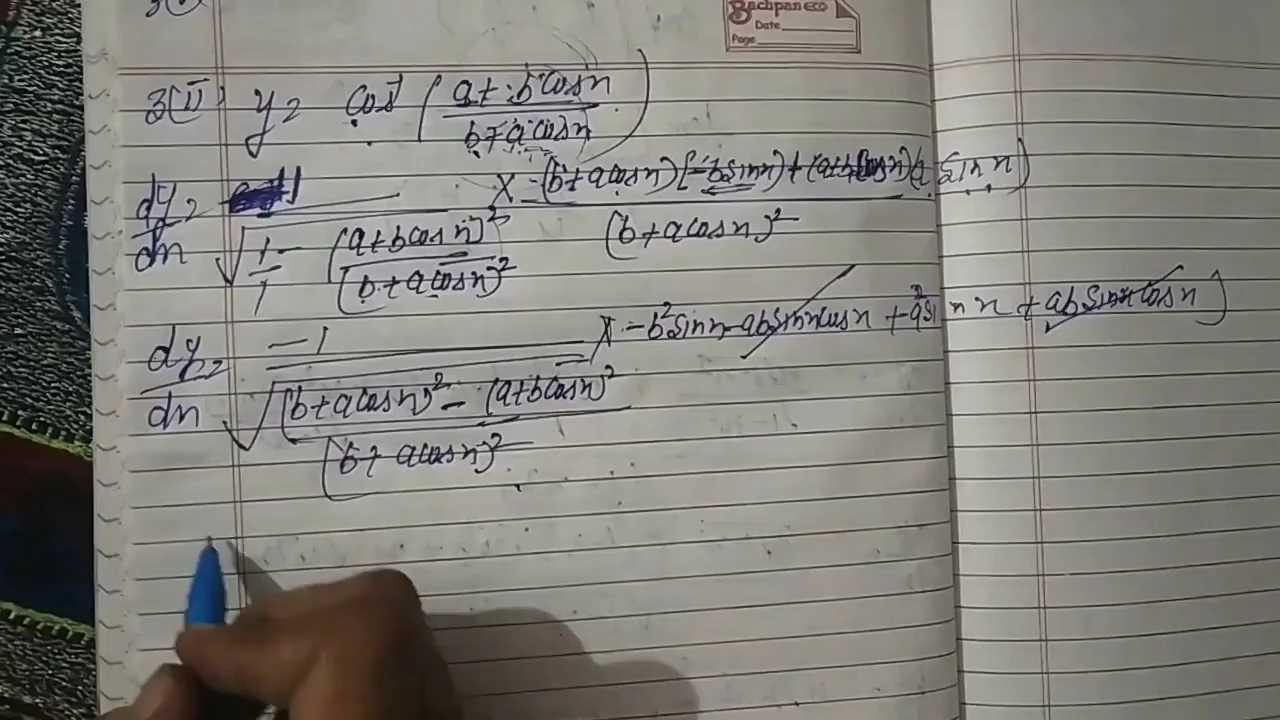 Bachpan
Date
Page
3(ii) y = cos⁻¹ ( a + b cos x / b + a cos x )
dy/dx = -1 / √( 1/1 - (a+b cos x)² / (b+a cos x)² ) × (b+a cos x)(-b sin x) + (a+b cos x)(a sin x) / (b+a cos x)²
dy/dx = -1 / √( (b+a cos x)² - (a+b cos x)² / (b+a cos x)² ) × -b² sin x - ab sin x cos x + a² sin x + ab sin x cos x